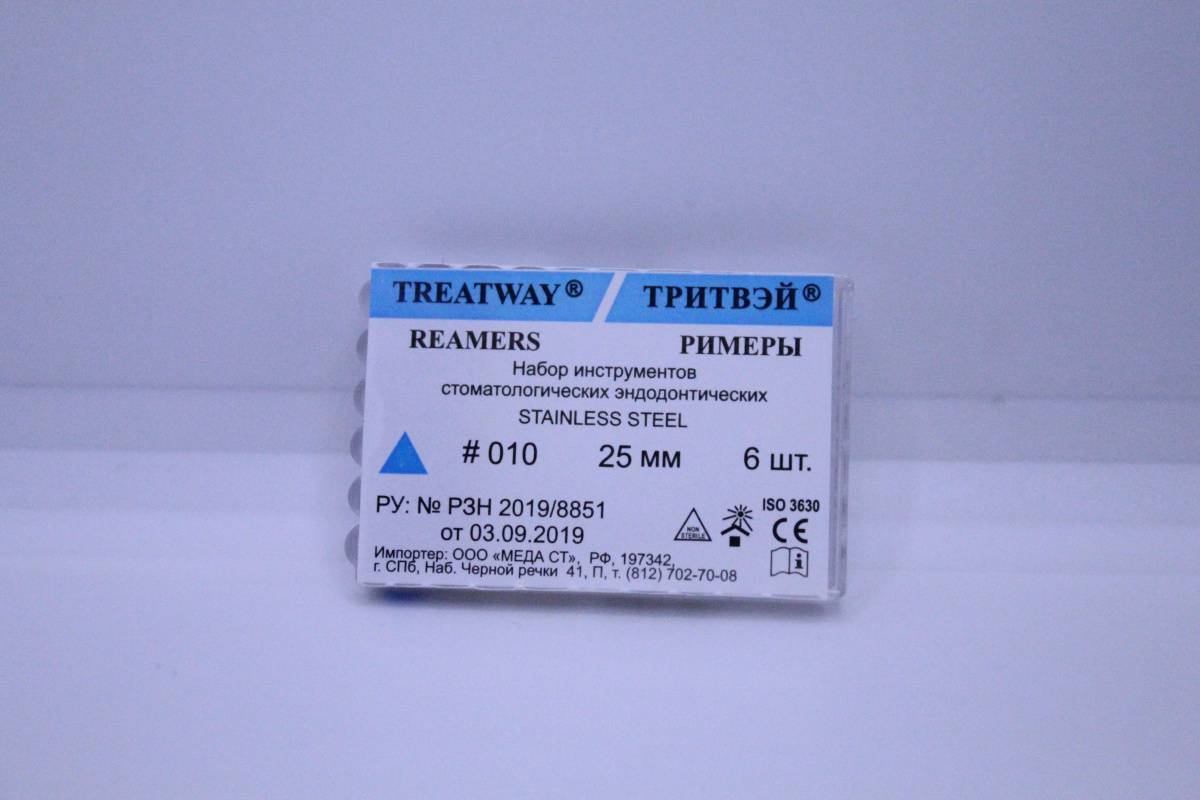 TREATWAY® ТРИТВЭЙ®
REAMERS РИМЕРЫ
Набор инструментов
стоматологических эндодонтических
STAINLESS STEEL
# 010 25 мм 6 шт.
РУ: № РЗН 2019/8851
от 03.09.2019
NON STERILE
ISO 3630
CE
i
Импортер: ООО «МЕДА СТ», РФ, 197342,
г. СПб, Наб. Черной речки 41, П, т. (812) 702-70-08